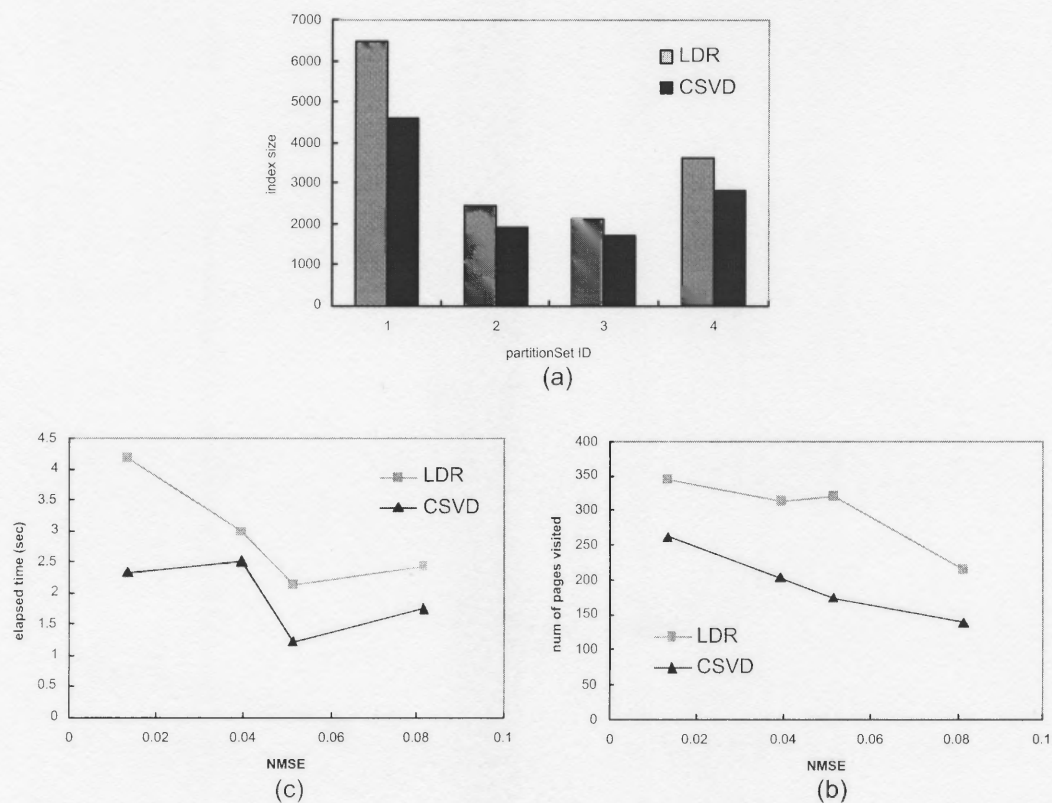 7000
6000
5000
4000
3000
2000
1000
0
index size
LDR
CSVD
1
2
3
4
partitionSet ID
(a)
4.5
4
3.5
3
2.5
2
1.5
1
0.5
0
elapsed time (sec)
LDR
CSVD
0
0.02
0.04
0.06
0.08
0.1
NMSE
(c)
400
350
300
250
200
150
100
50
0
num of pages visited
LDR
CSVD
0
0.02
0.04
0.06
0.08
0.1
NMSE
(b)